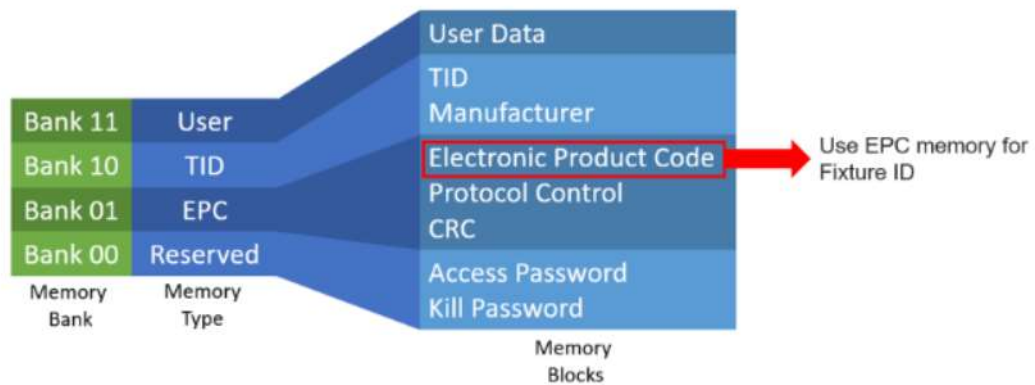 Bank 11
Bank 10
Bank 01
Bank 00
Memory
Bank
User
TID
EPC
Reserved
Memory
Type
User Data
TID
Manufacturer
Electronic Product Code
Protocol Control
CRC
Access Password
Kill Password
Memory
Blocks
Use EPC memory for
Fixture ID